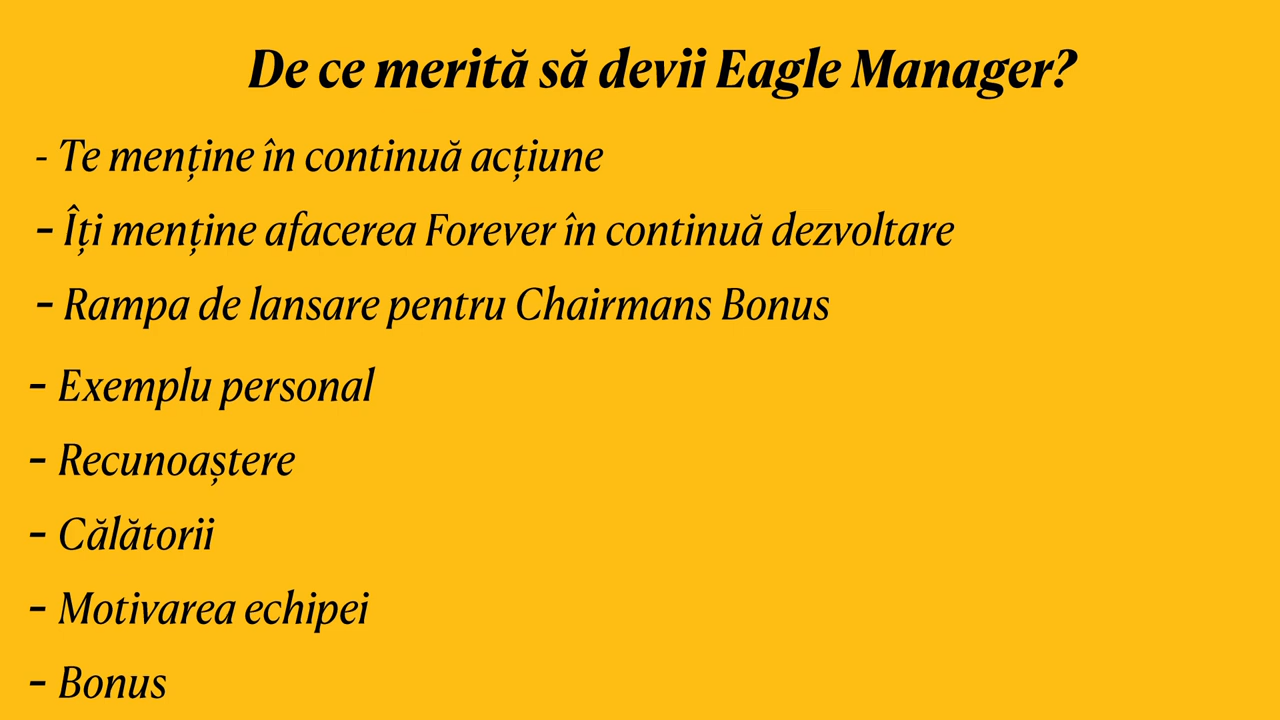 De ce merită să devii Eagle Manager?
- Te menține în continuă acțiune
- Îți menține afacerea Forever în continuă dezvoltare
- Rampa de lansare pentru Chairmans Bonus
- Exemplu personal
- Recunoaștere
- Călătorii
- Motivarea echipei
- Bonus